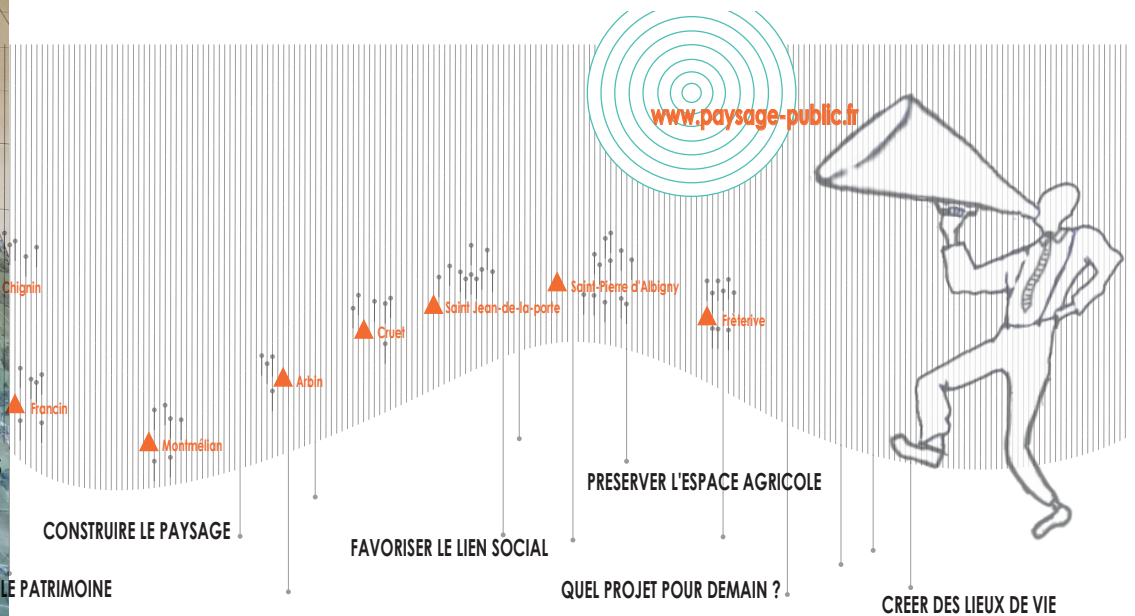 www.paysage-public.fr
Chignin
Saint-Pierre d'Albigny
Saint Jean-de-la-porte
Frèterive
Cruet
Arbin
Francin
Montmélian
PRESERVER L'ESPACE AGRICOLE
CONSTRUIRE LE PAYSAGE
FAVORISER LE LIEN SOCIAL
LE PATRIMOINE
QUEL PROJET POUR DEMAIN ?
CREER DES LIEUX DE VIE